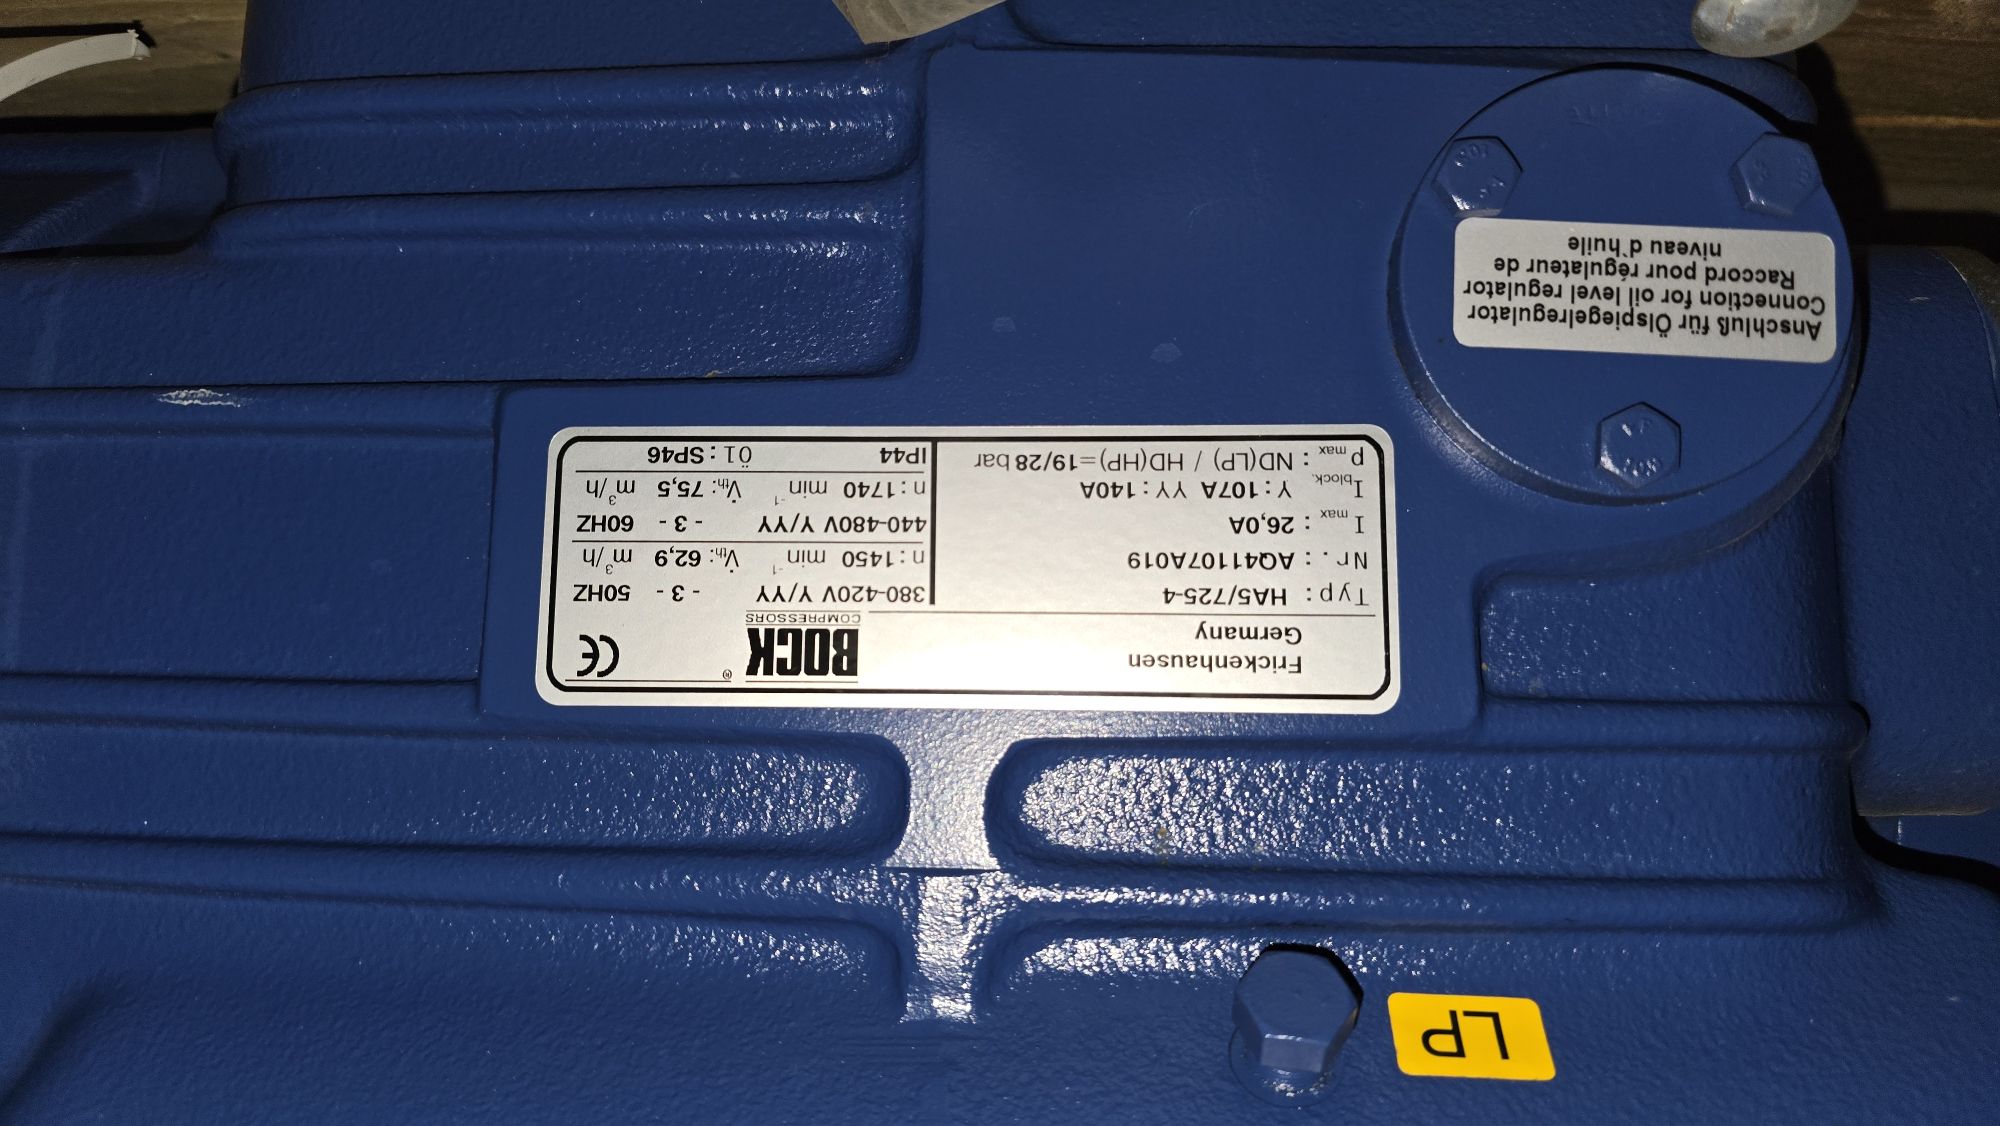 LP
Frickenhausen
Germany
BOCK®
COMPRESSORS
CE
Typ: HA5/725-4
Nr.: AQ41107A019
I max : 26,0A
I block. Y:107A YY:140A
p max : ND(LP) / HD(HP)=19/28 bar
380-420V Y/YY - 3 - 50HZ
n:1450 min⁻¹ V̇th: 62,9 m³/h
440-480V Y/YY - 3 - 60HZ
n:1740 min⁻¹ V̇th: 75,5 m³/h
IP44 Öl:SP46
Anschluß für Ölspiegelregulator
Connection for oil level regulator
Raccord pour régulateur de
niveau d'huile